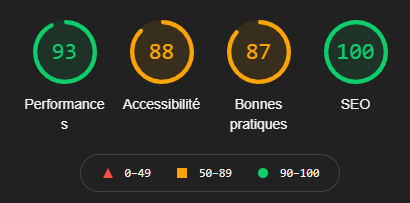 93 88 87 100
Performance
s
Accessibilité
Bonnes
pratiques
SEO
0–49 50–89 90–100